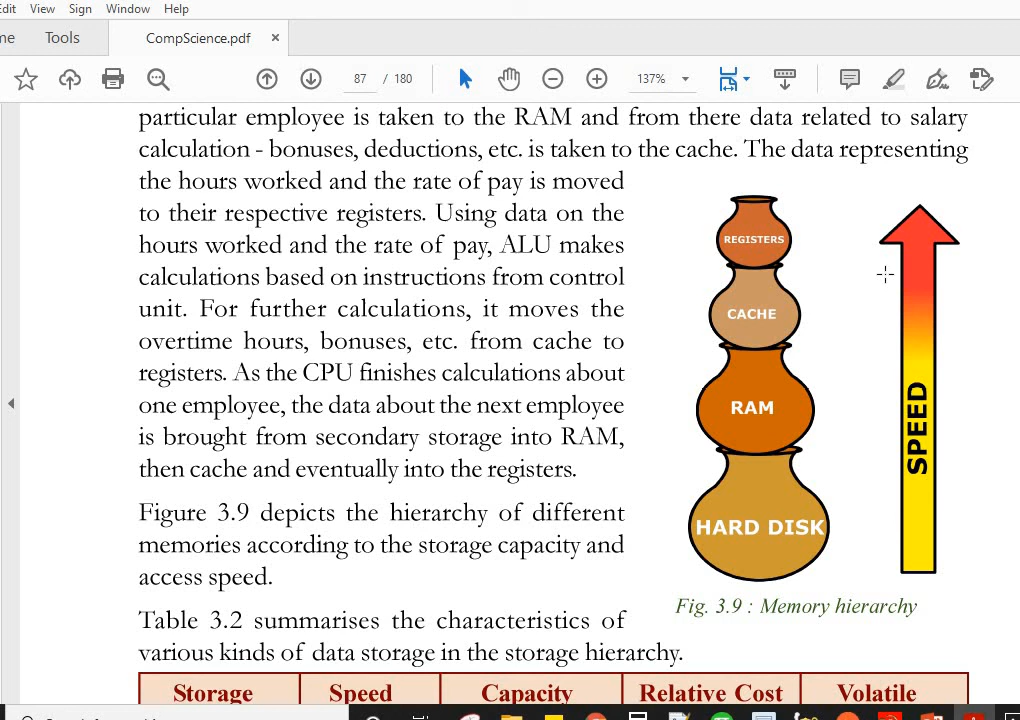 View Sign Window Help
Tools CompScience.pdf ×
87 / 180 137%
particular employee is taken to the RAM and from there data related to salary
calculation - bonuses, deductions, etc. is taken to the cache. The data representing
the hours worked and the rate of pay is moved
to their respective registers. Using data on the
hours worked and the rate of pay, ALU makes
calculations based on instructions from control
unit. For further calculations, it moves the
overtime hours, bonuses, etc. from cache to
registers. As the CPU finishes calculations about
one employee, the data about the next employee
is brought from secondary storage into RAM,
then cache and eventually into the registers.
Figure 3.9 depicts the hierarchy of different
memories according to the storage capacity and
access speed.
Table 3.2 summarises the characteristics of
various kinds of data storage in the storage hierarchy.
REGISTERS
CACHE
RAM
HARD DISK
SPEED
Fig. 3.9 : Memory hierarchy
Storage Speed Capacity Relative Cost Volatile